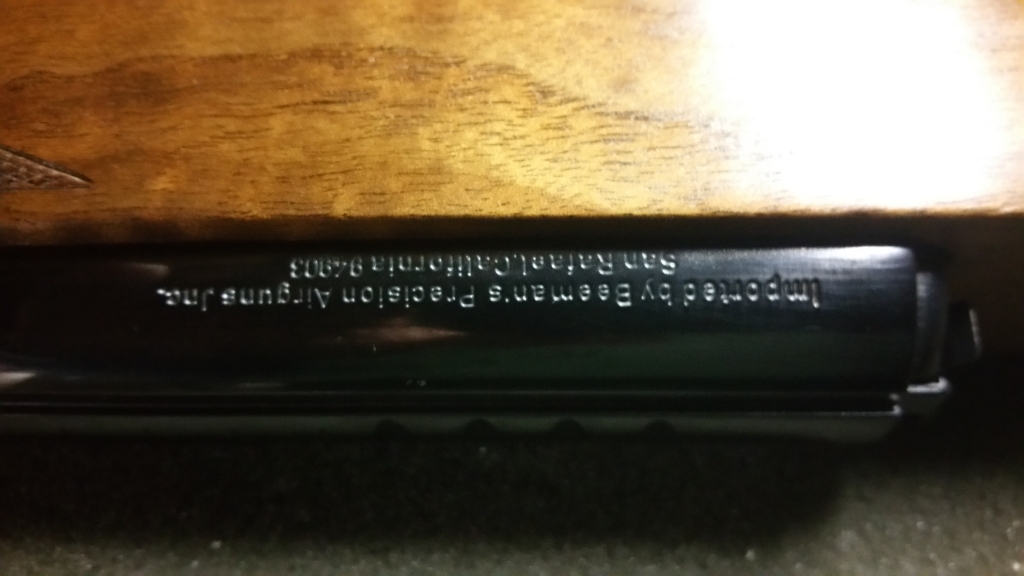 Imported by Beeman's Precision Airguns Jnc.
San Rafael,California 94903